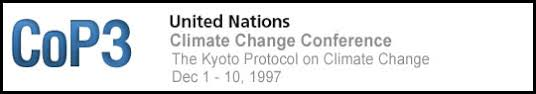 CoP3
United Nations
Climate Change Conference
The Kyoto Protocol on Climate Change
Dec 1 - 10, 1997